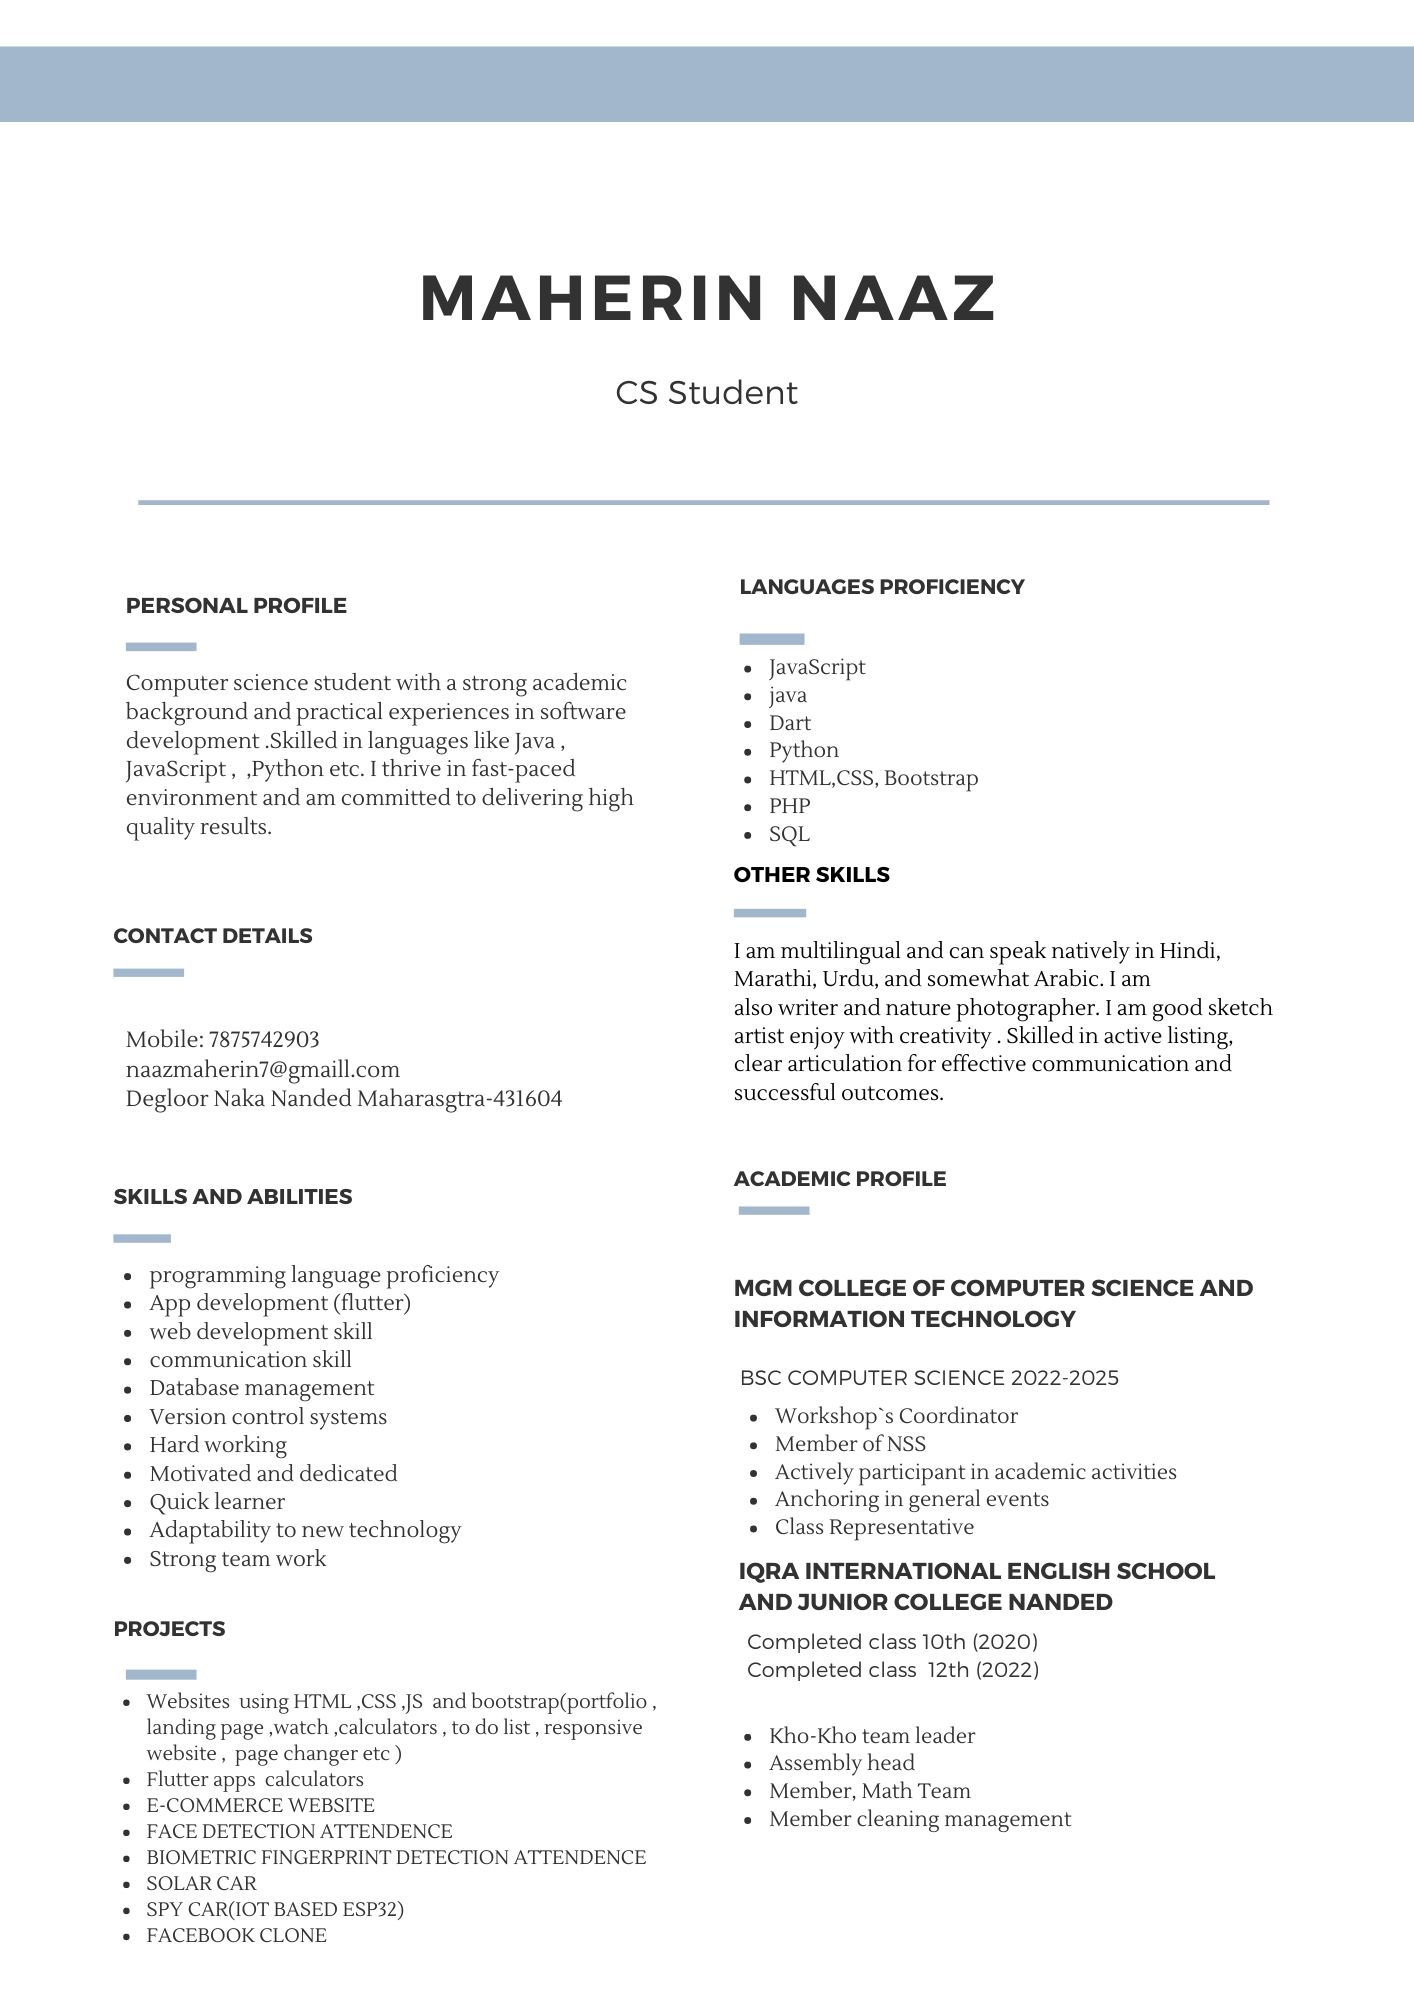 MAHERIN NAAZ
CS Student
PERSONAL PROFILE
Computer science student with a strong academic
background and practical experiences in software
development .Skilled in languages like Java ,
JavaScript ,  ,Python etc. I thrive in fast-paced
environment and am committed to delivering high
quality results.
CONTACT DETAILS
Mobile: 7875742903
naazmaherin7@gmaill.com
Degloor Naka Nanded Maharasgtra-431604
SKILLS AND ABILITIES
• programming language proficiency
• App development (flutter)
• web development skill
• communication skill
• Database management
• Version control systems
• Hard working
• Motivated and dedicated
• Quick learner
• Adaptability to new technology
• Strong team work
PROJECTS
• Websites  using HTML ,CSS ,JS  and bootstrap(portfolio ,
landing page ,watch ,calculators , to do list , responsive
website ,  page changer etc )
• Flutter apps  calculators
• E-COMMERCE WEBSITE
• FACE DETECTION ATTENDENCE
• BIOMETRIC FINGERPRINT DETECTION ATTENDENCE
• SOLAR CAR
• SPY CAR(IOT BASED ESP32)
• FACEBOOK CLONE
LANGUAGES PROFICIENCY
• JavaScript
• java
• Dart
• Python
• HTML,CSS, Bootstrap
• PHP
• SQL
OTHER SKILLS
I am multilingual and can speak natively in Hindi,
Marathi, Urdu, and somewhat Arabic. I am
also writer and nature photographer. I am good sketch
artist enjoy with creativity . Skilled in active listing,
clear articulation for effective communication and
successful outcomes.
ACADEMIC PROFILE
MGM COLLEGE OF COMPUTER SCIENCE AND
INFORMATION TECHNOLOGY
BSC COMPUTER SCIENCE 2022-2025
• Workshop`s Coordinator
• Member of NSS
• Actively participant in academic activities
• Anchoring in general events
• Class Representative
IQRA INTERNATIONAL ENGLISH SCHOOL
AND JUNIOR COLLEGE NANDED
Completed class 10th (2020)
Completed class  12th (2022)
• Kho-Kho team leader
• Assembly head
• Member, Math Team
• Member cleaning management